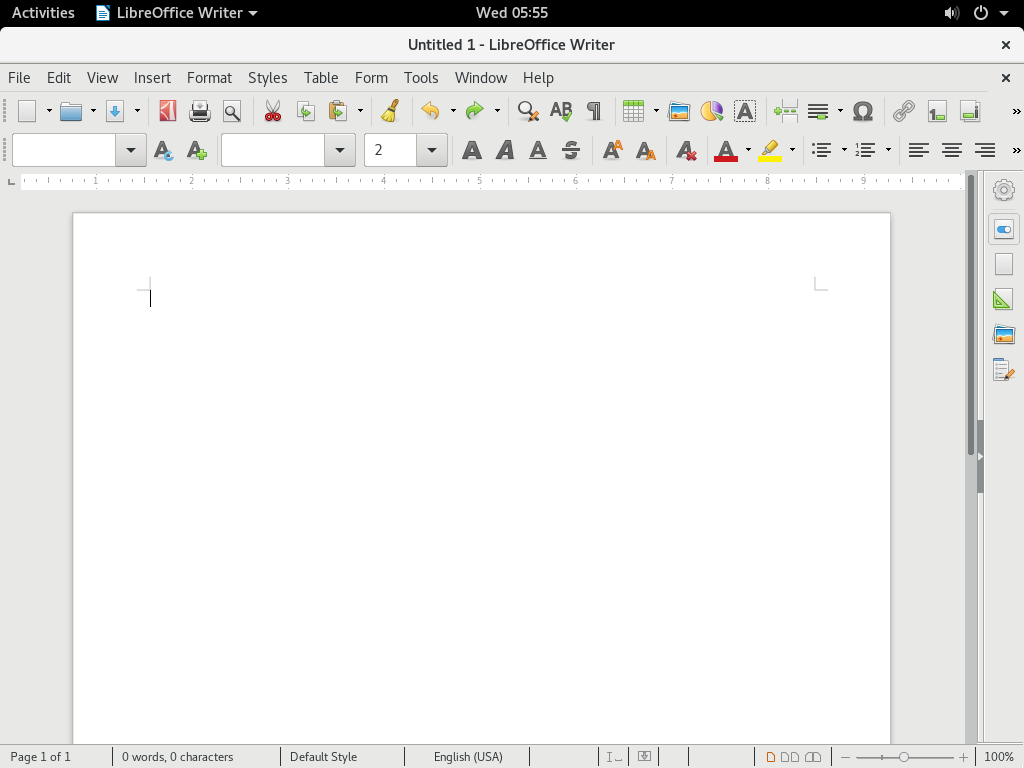 Activities LibreOffice Writer Wed 05:55
Untitled 1 - LibreOffice Writer
File Edit View Insert Format Styles Table Form Tools Window Help
2
1 2 3 4 5 6 7 8 9
Page 1 of 1 0 words, 0 characters Default Style English (USA) 100%